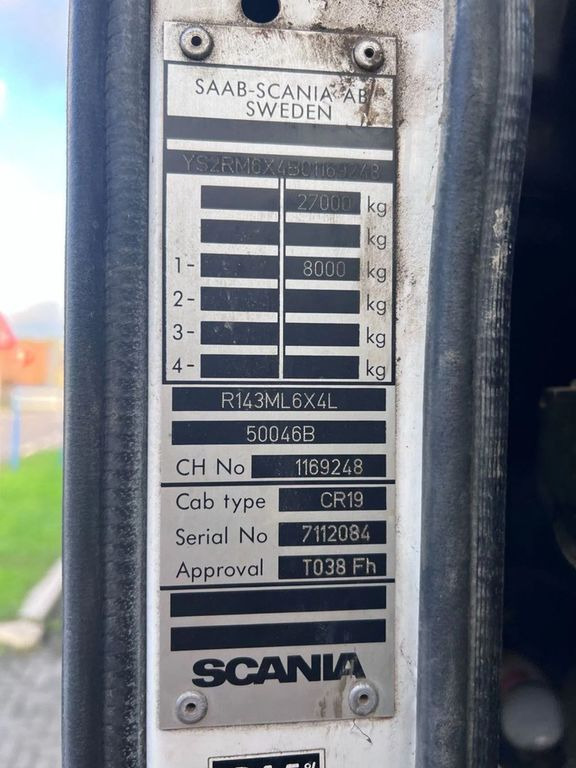 SAAB-SCANIA AB
SWEDEN
YS2RM6X4B01169248
27000 kg
kg
1- 8000 kg
2- kg
3- kg
4- kg
R143ML6X4L
50046B
CH No 1169248
Cab type CR19
Serial No 7112084
Approval T038 Fh
SCANIA